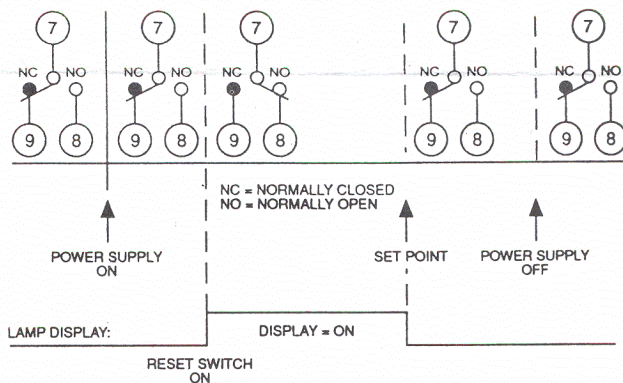 7 7 7 7 7
NC NO NC NO NC NO NC NO NC NO
9 8 9 8 9 8 9 8 9 8
NC = NORMALLY CLOSED
NO = NORMALLY OPEN
POWER SUPPLY
ON
SET POINT
POWER SUPPLY
OFF
LAMP DISPLAY:
DISPLAY = ON
RESET SWITCH
ON